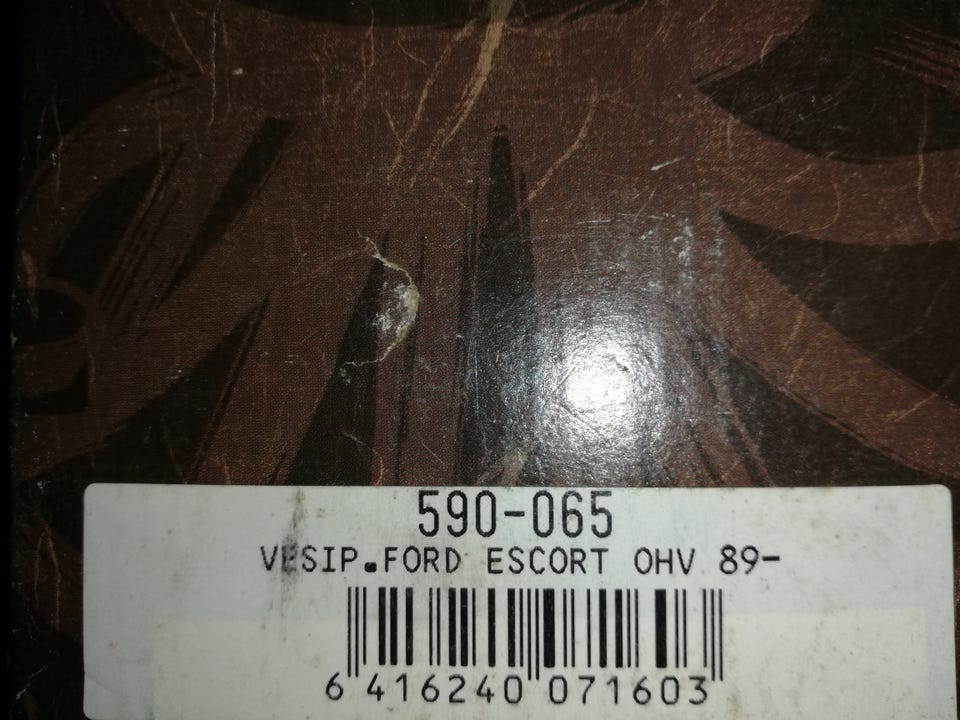 590-065
VESIP.FORD ESCORT OHV 89-
6 416240 071603